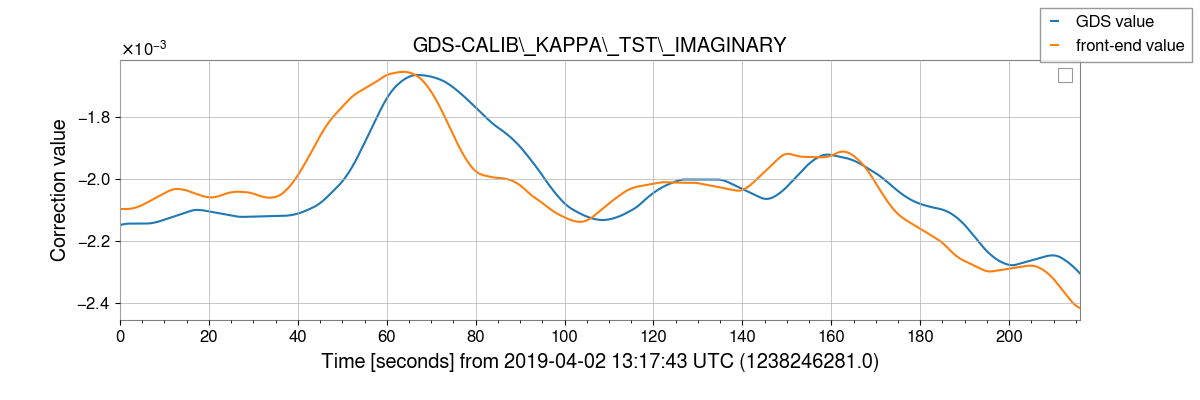 GDS value
front-end value
×10⁻³
GDS-CALIB\_KAPPA\_TST\_IMAGINARY
Correction value
−1.8
−2.0
−2.2
−2.4
0 20 40 60 80 100 120 140 160 180 200
Time [seconds] from 2019-04-02 13:17:43 UTC (1238246281.0)